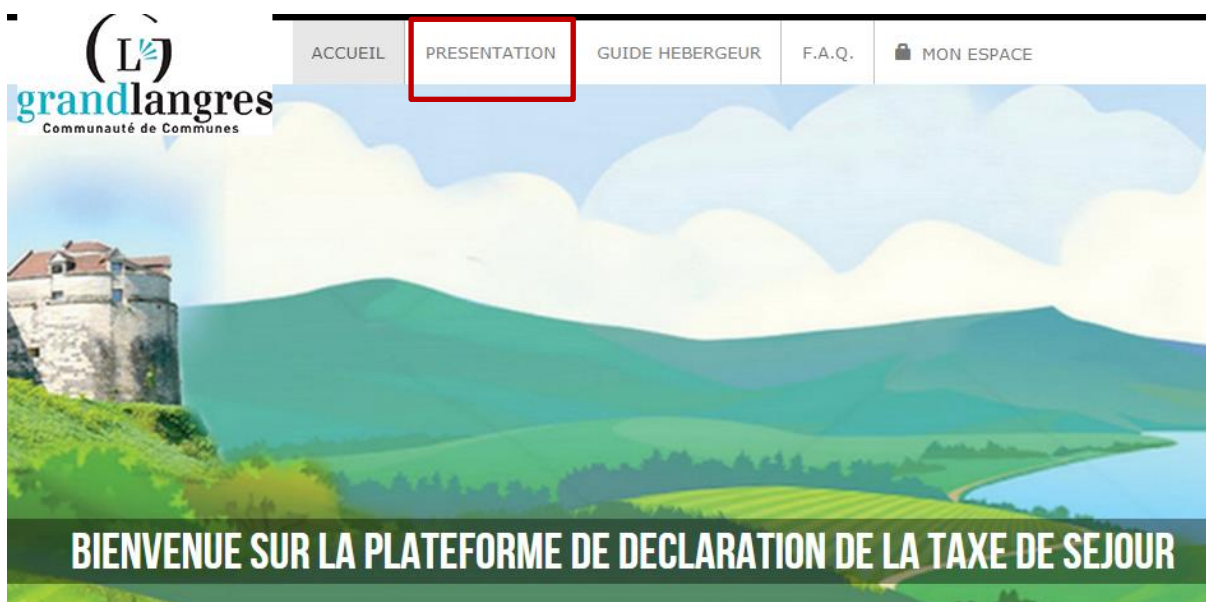 L'
ACCUEIL PRESENTATION GUIDE HEBERGEUR F.A.Q. MON ESPACE
grandlangres
Communauté de Communes
BIENVENUE SUR LA PLATEFORME DE DECLARATION DE LA TAXE DE SEJOUR